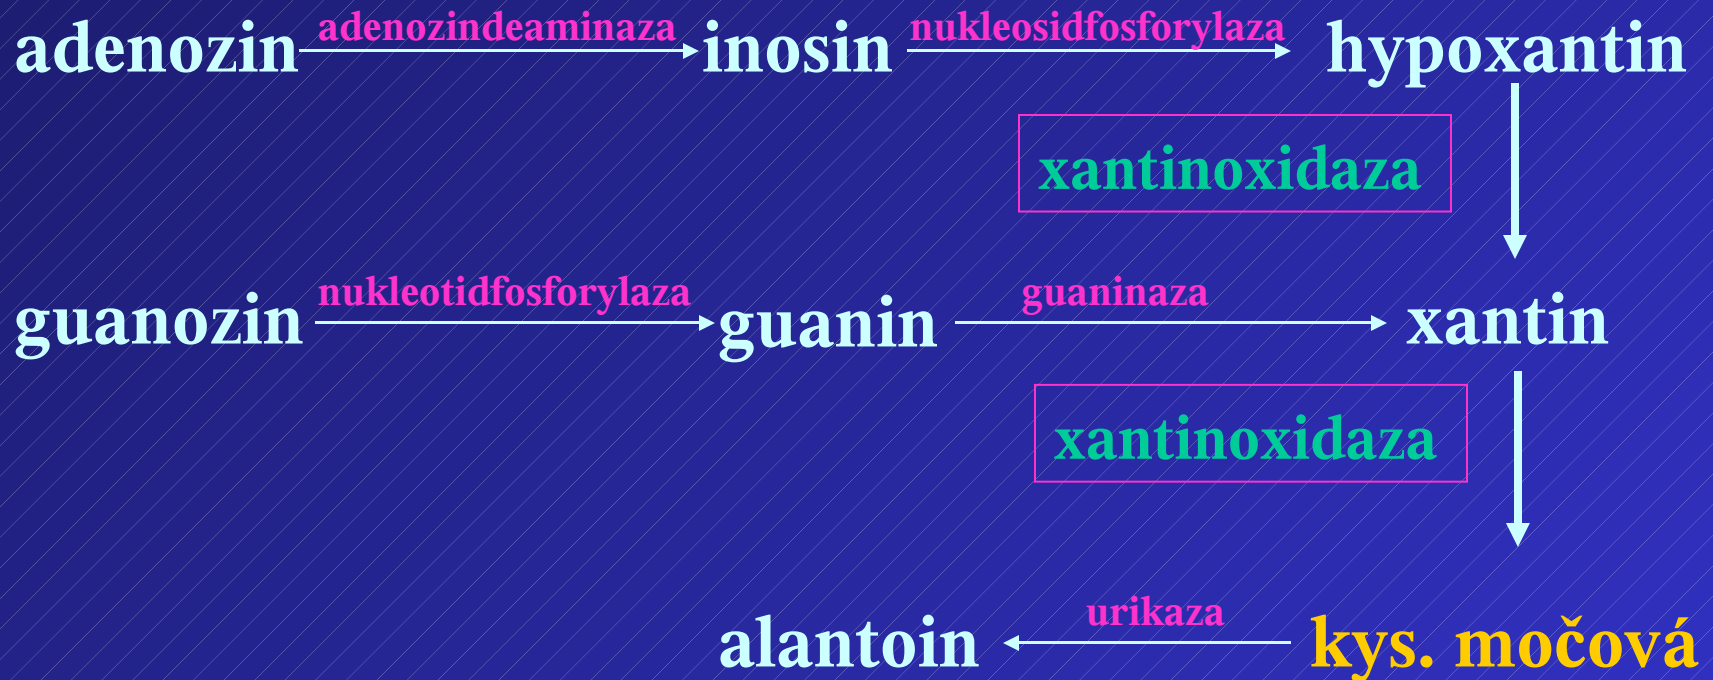 adenozin adenozindeaminaza inosin nukleosidfosforylaza hypoxantin
xantinoxidaza
guanozin nukleotidfosforylaza guanin guaninaza xantin
xantinoxidaza
alantoin urikaza kys. močová